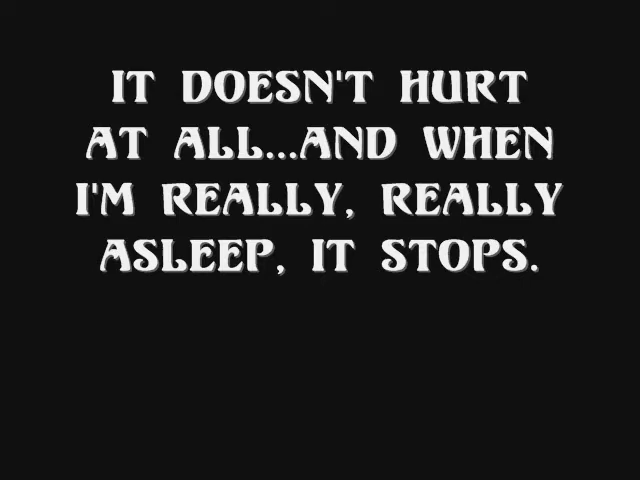 IT DOESN'T HURT
AT ALL...AND WHEN
I'M REALLY, REALLY
ASLEEP, IT STOPS.